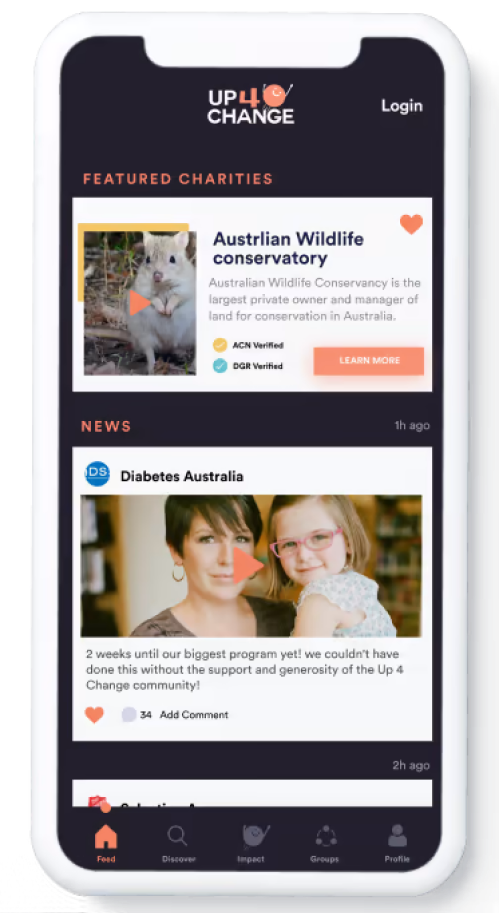 UP4
CHANGE
Login
FEATURED CHARITIES
Austrlian Wildlife
conservatory
Australian Wildlife Conservancy is the
largest private owner and manager of
land for conservation in Australia.
ACN Verified
DGR Verified
LEARN MORE
NEWS
1h ago
DS
Diabetes Australia
2 weeks until our biggest program yet! we couldn't have
done this without the support and generosity of the Up 4
Change community!
34 Add Comment
2h ago
Feed
Discover
Impact
Groups
Profile